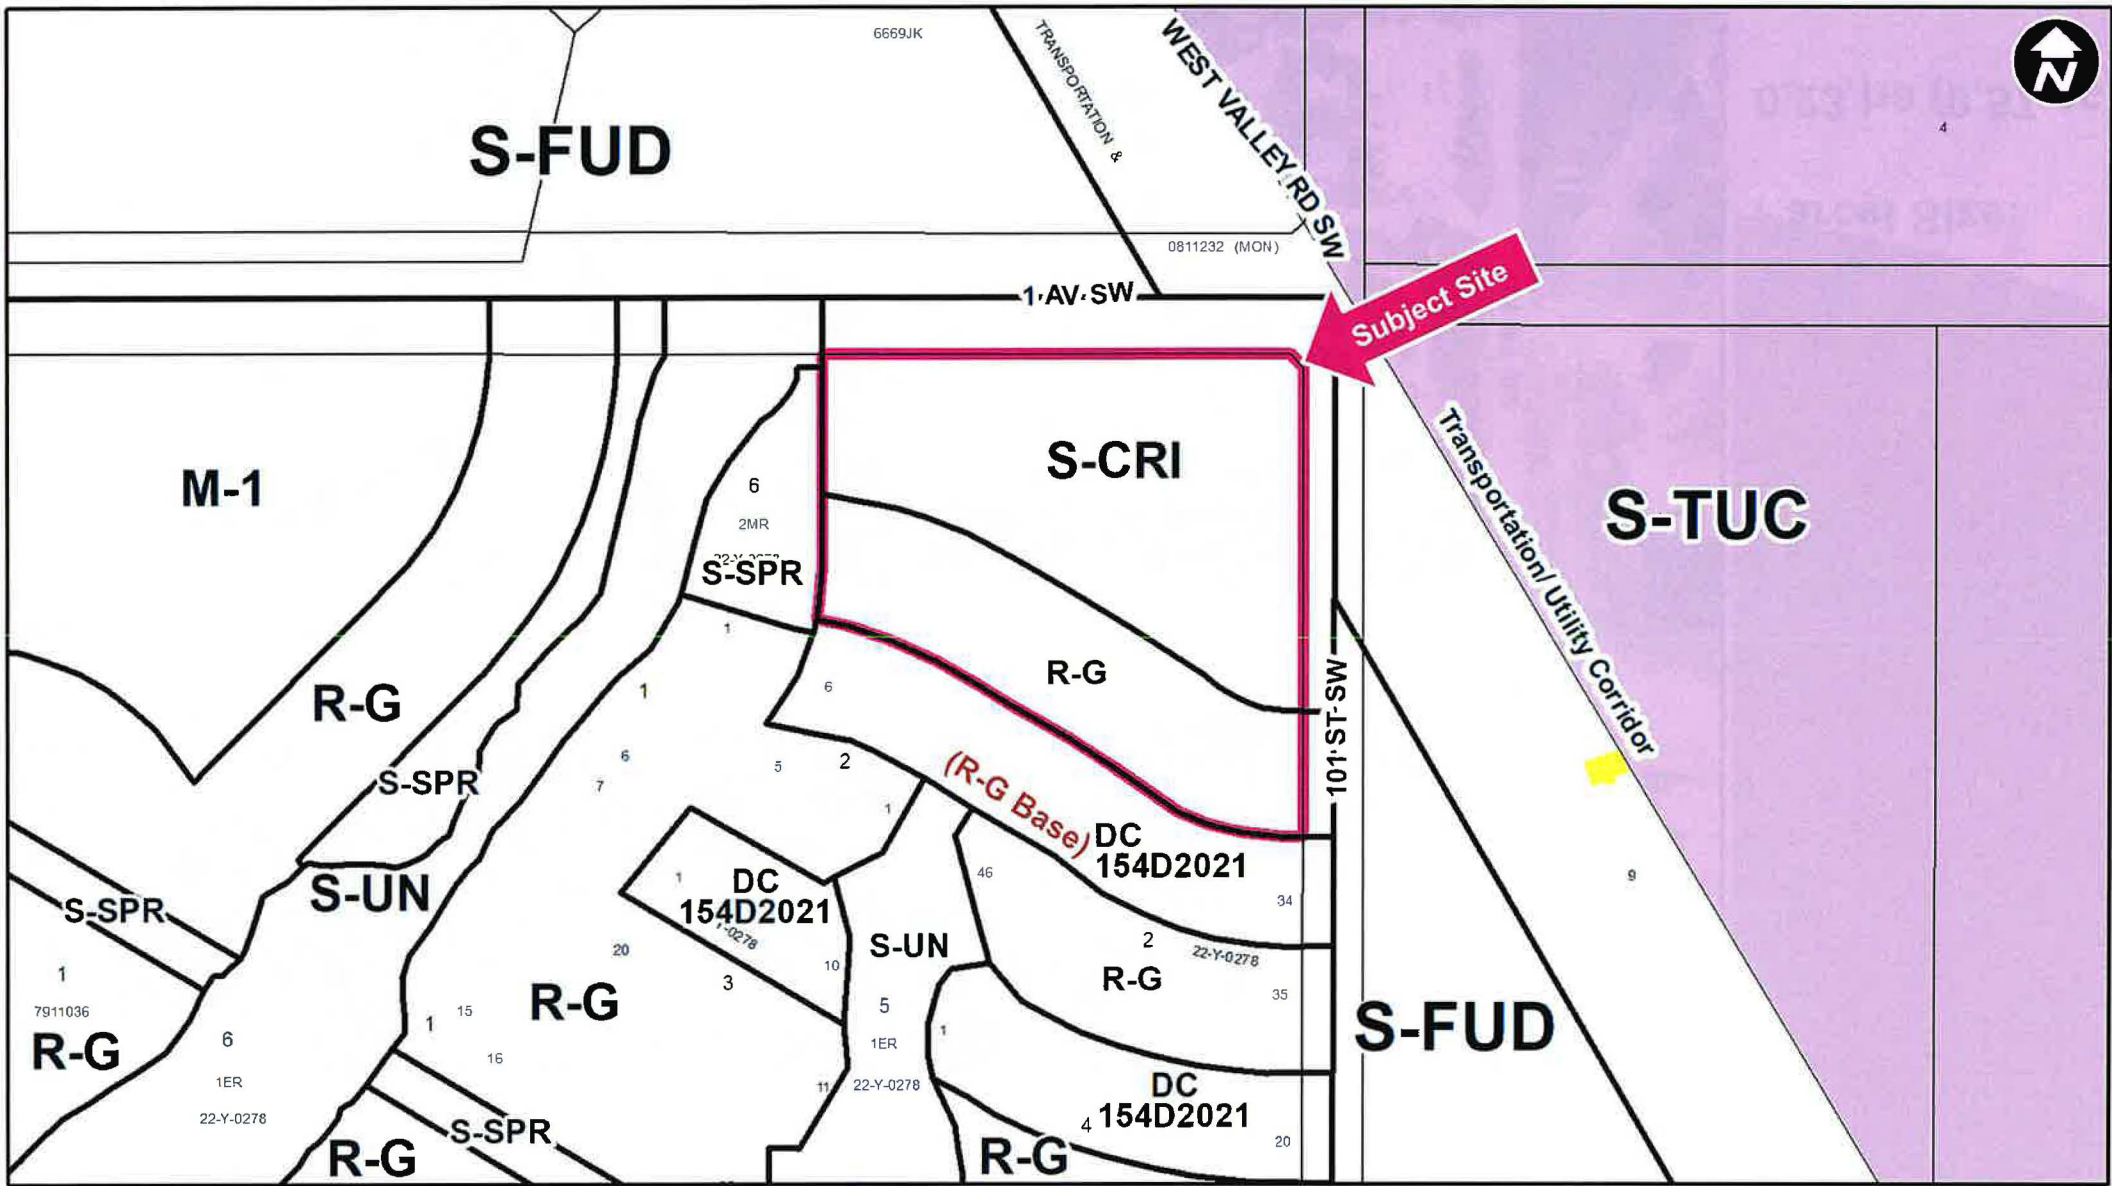 6669JK
TRANSPORTATION &
WEST VALLEY RD SW
N
4
S-FUD
0811232 (MON)
1 AV SW
Subject Site
S-CRI
M-1
6
2MR
S-SPR
1
S-TUC
Transportation/ Utility Corridor
R-G
101 ST SW
R-G
1
6
6
7
5
2
1
(R-G Base)
DC
154D2021
34
S-SPR
S-UN
1
DC
154D2021
Y-0278
46
9
S-SPR
S-UN
2
22-Y-0278
20
10
3
R-G
35
1
7911036
R-G
6
1ER
22-Y-0278
1
15
16
R-G
5
1ER
22-Y-0278
11
1
S-FUD
DC
154D2021
4
20
S-SPR
R-G
R-G